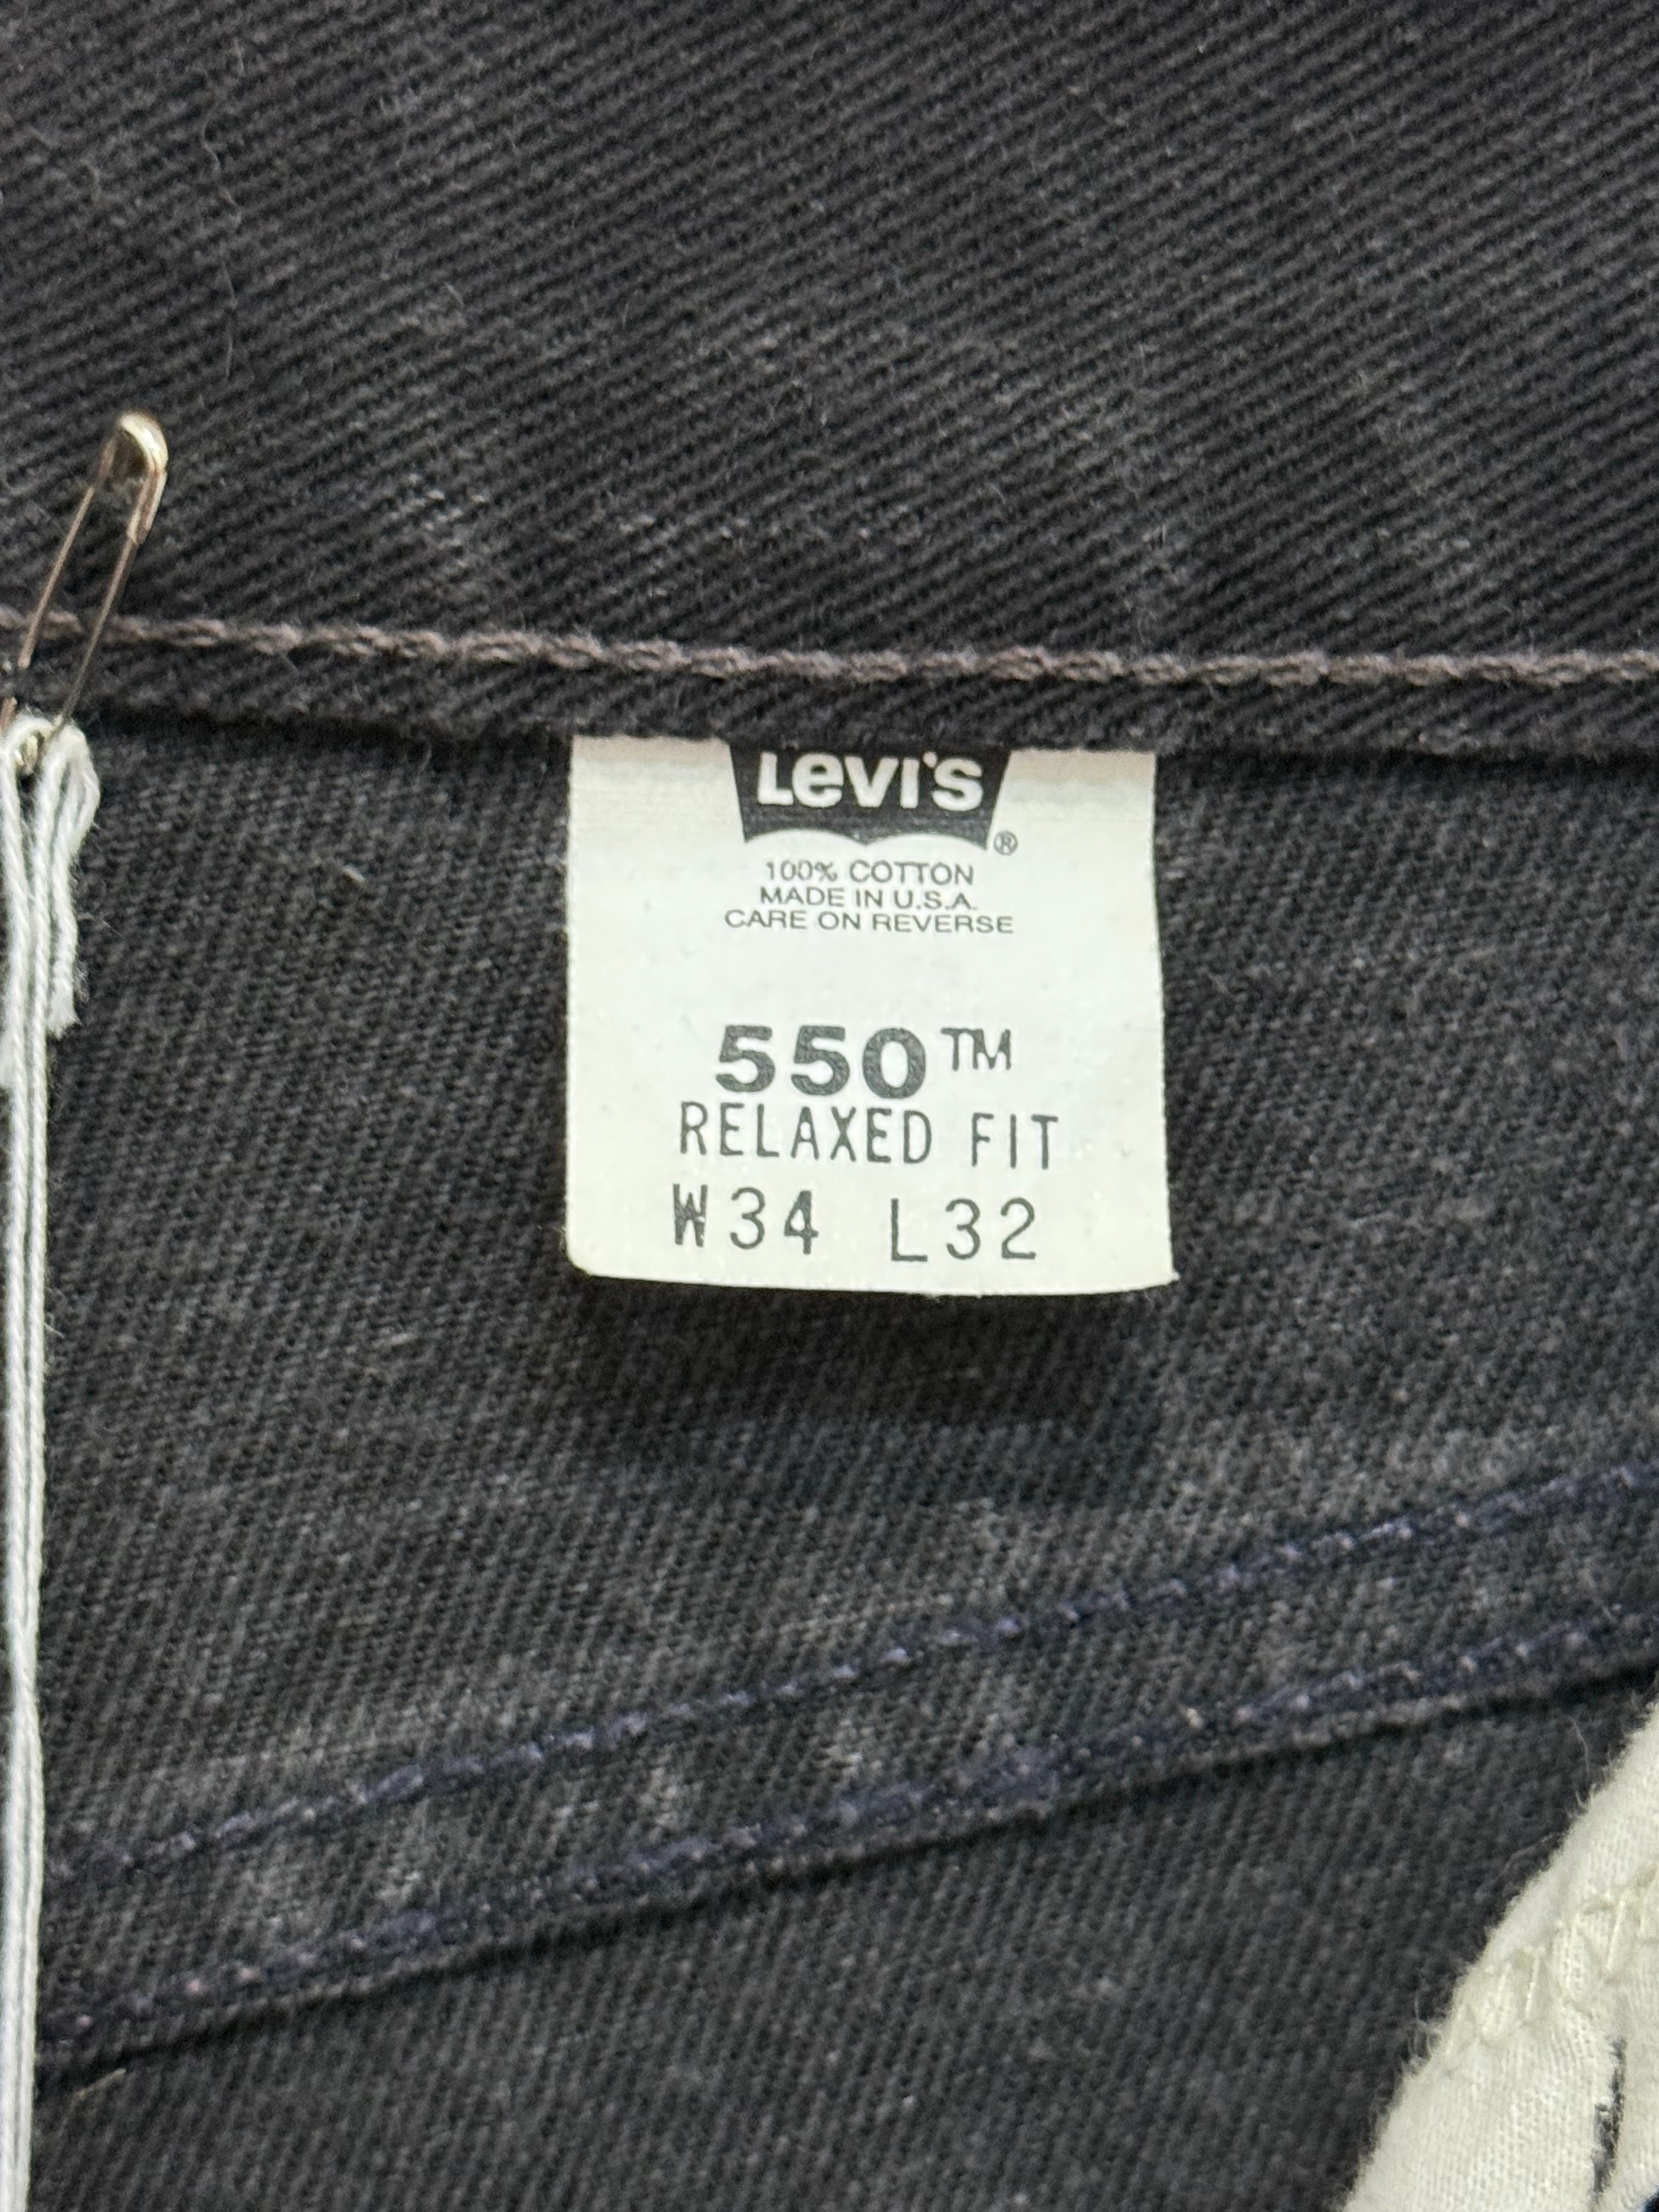 LEVI'S
®
100% COTTON
MADE IN U.S.A.
CARE ON REVERSE
550™
RELAXED FIT
W34 L32